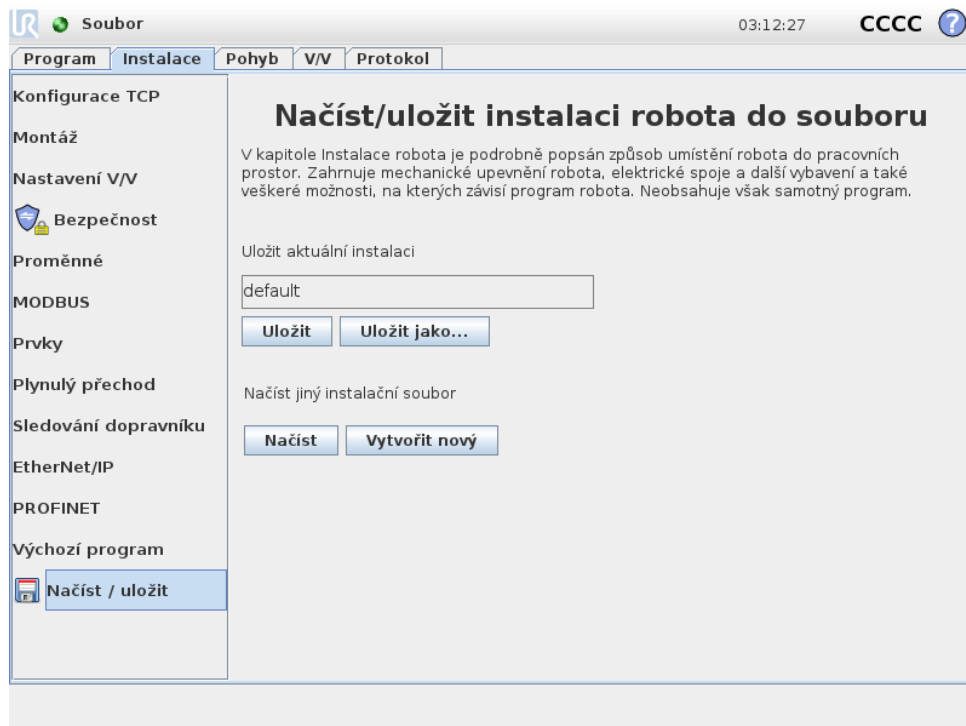 UR Soubor 03:12:27 CCCC ?
Program Instalace Pohyb V/V Protokol
Konfigurace TCP
Montáž
Nastavení V/V
Bezpečnost
Proměnné
MODBUS
Prvky
Plynulý přechod
Sledování dopravníku
EtherNet/IP
PROFINET
Výchozí program
Načíst / uložit
Načíst/uložit instalaci robota do souboru
V kapitole Instalace robota je podrobně popsán způsob umístění robota do pracovních
prostor. Zahrnuje mechanické upevnění robota, elektrické spoje a další vybavení a také
veškeré možnosti, na kterých závisí program robota. Neobsahuje však samotný program.
Uložit aktuální instalaci
default
Uložit Uložit jako...
Načíst jiný instalační soubor
Načíst Vytvořit nový